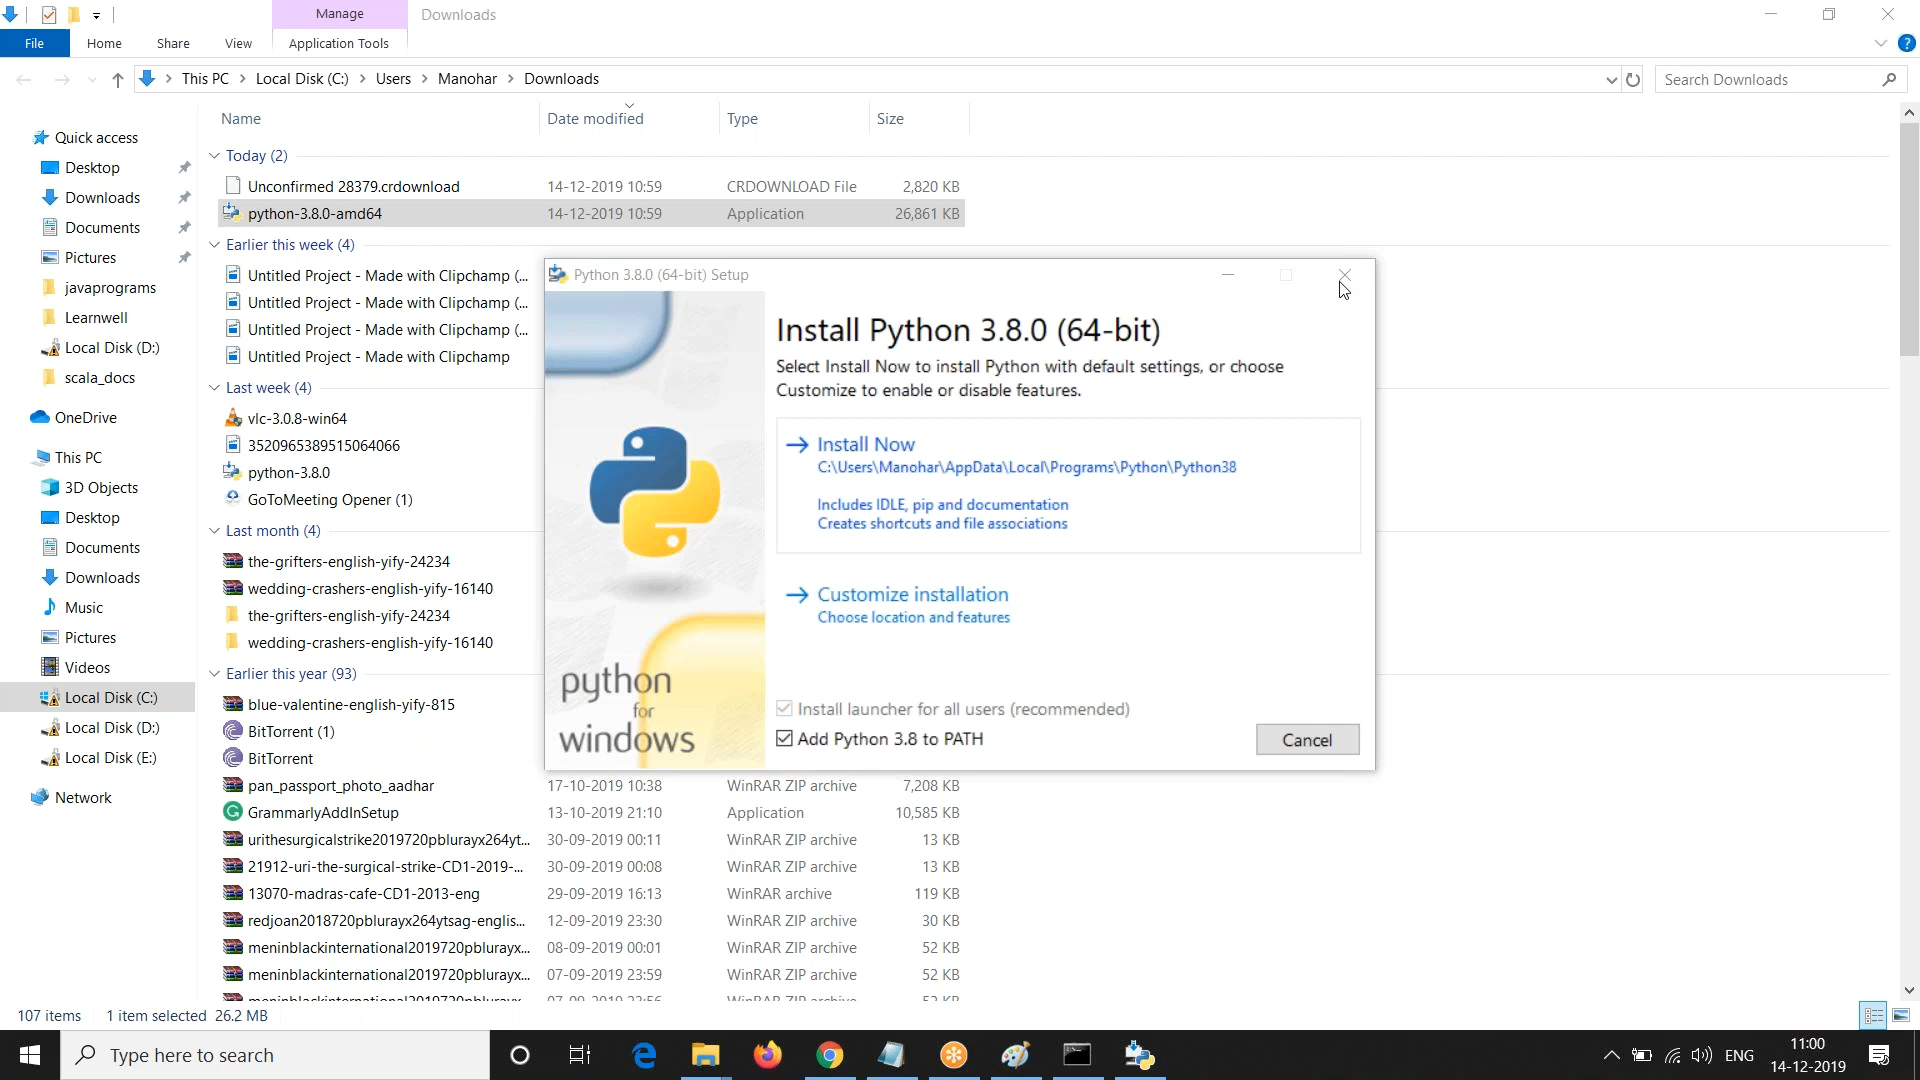 Manage
Downloads
File
Home
Share
View
Application Tools
This PC
Local Disk (C:)
Users
Manohar
Downloads
Search Downloads
Name
Date modified
Type
Size
Quick access
Desktop
Downloads
Documents
Pictures
javaprograms
Learnwell
Local Disk (D:)
scala_docs
OneDrive
This PC
3D Objects
Desktop
Documents
Downloads
Music
Pictures
Videos
Local Disk (C:)
Local Disk (D:)
Local Disk (E:)
Network
Today (2)
Unconfirmed 28379.crdownload 14-12-2019 10:59 CRDOWNLOAD File 2,820 KB
python-3.8.0-amd64 14-12-2019 10:59 Application 26,861 KB
Earlier this week (4)
Untitled Project - Made with Clipchamp (...
Untitled Project - Made with Clipchamp (...
Untitled Project - Made with Clipchamp (...
Untitled Project - Made with Clipchamp
Last week (4)
vlc-3.0.8-win64
3520965389515064066
python-3.8.0
GoToMeeting Opener (1)
Last month (4)
the-grifters-english-yify-24234
wedding-crashers-english-yify-16140
the-grifters-english-yify-24234
wedding-crashers-english-yify-16140
Earlier this year (93)
blue-valentine-english-yify-815
BitTorrent (1)
BitTorrent
pan_passport_photo_aadhar 17-10-2019 10:38 WinRAR ZIP archive 7,208 KB
GrammarlyAddInSetup 13-10-2019 21:10 Application 10,585 KB
urithesurgicalstrike2019720pblurayx264yt... 30-09-2019 00:11 WinRAR ZIP archive 13 KB
21912-uri-the-surgical-strike-CD1-2019-... 30-09-2019 00:08 WinRAR ZIP archive 13 KB
13070-madras-cafe-CD1-2013-eng 29-09-2019 16:13 WinRAR archive 119 KB
redjoan2018720pblurayx264ytsag-englis... 12-09-2019 23:30 WinRAR ZIP archive 30 KB
meninblackinternational2019720pblurayx... 08-09-2019 00:01 WinRAR ZIP archive 52 KB
meninblackinternational2019720pblurayx... 07-09-2019 23:59 WinRAR ZIP archive 52 KB
Python 3.8.0 (64-bit) Setup
Install Python 3.8.0 (64-bit)
Select Install Now to install Python with default settings, or choose
Customize to enable or disable features.
Install Now
C:\Users\Manohar\AppData\Local\Programs\Python\Python38
Includes IDLE, pip and documentation
Creates shortcuts and file associations
Customize installation
Choose location and features
Install launcher for all users (recommended)
Add Python 3.8 to PATH
Cancel
python
for
windows
107 items
1 item selected 26.2 MB
Type here to search
ENG
11:00
14-12-2019